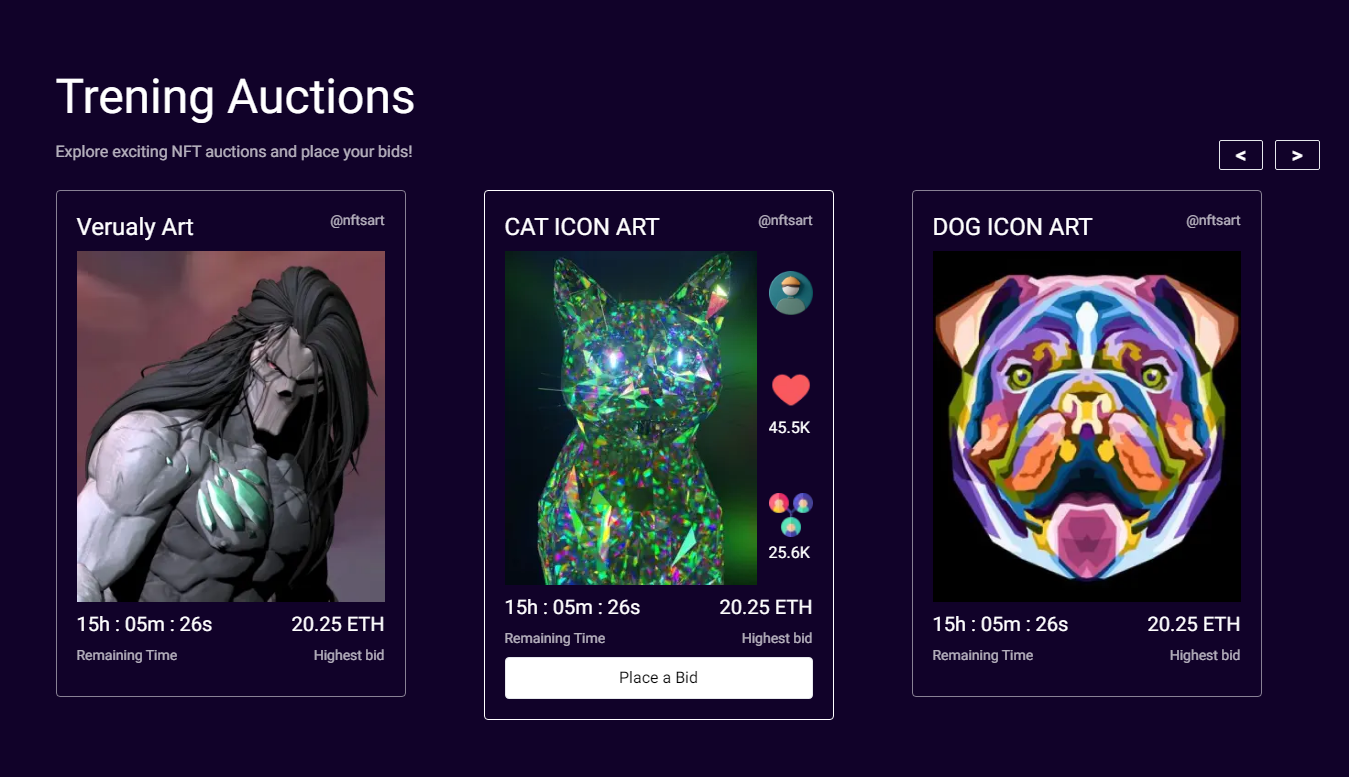 Trening Auctions
Explore exciting NFT auctions and place your bids!
< >
Verualy Art @nftsart
15h : 05m : 26s 20.25 ETH
Remaining Time Highest bid
CAT ICON ART @nftsart
45.5K
25.6K
15h : 05m : 26s 20.25 ETH
Remaining Time Highest bid
Place a Bid
DOG ICON ART @nftsart
15h : 05m : 26s 20.25 ETH
Remaining Time Highest bid